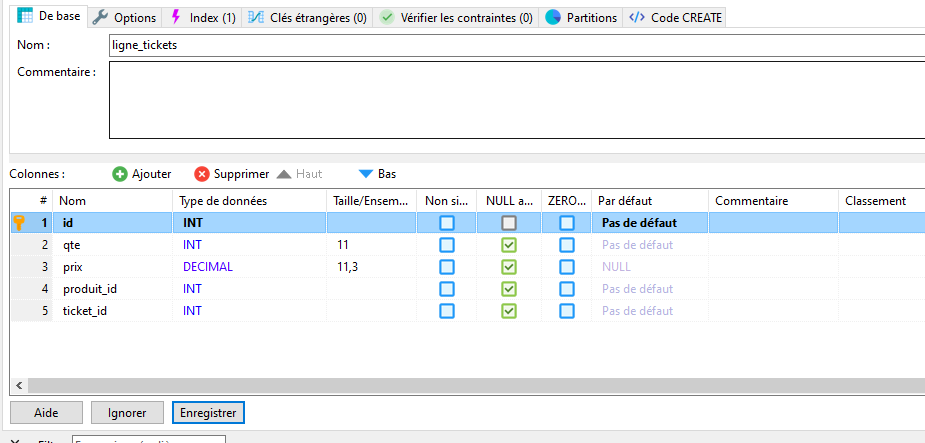 De base Options Index (1) Clés étrangères (0) Vérifier les contraintes (0) Partitions Code CREATE
Nom : ligne_tickets
Commentaire :
Colonnes : Ajouter Supprimer Haut Bas
# Nom Type de données Taille/Ensem... Non si... NULL a... ZERO... Par défaut Commentaire Classement
1 id INT Pas de défaut
2 qte INT 11 Pas de défaut
3 prix DECIMAL 11,3 NULL
4 produit_id INT Pas de défaut
5 ticket_id INT Pas de défaut
Aide Ignorer Enregistrer